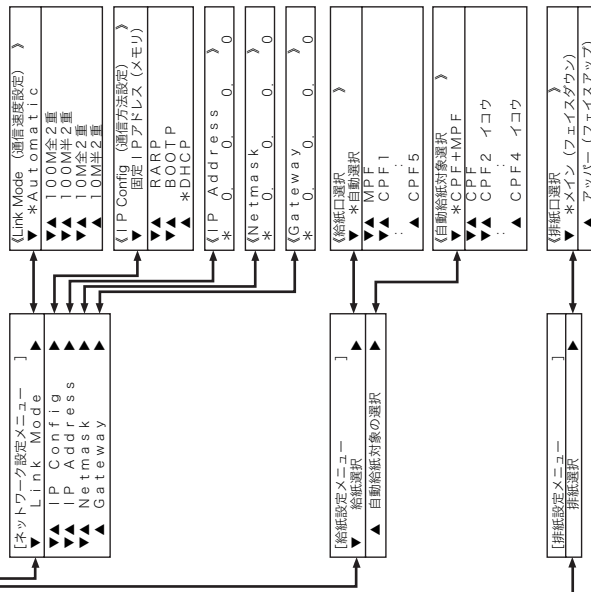 [ネットワーク設定メニュー ]
▼ Link Mode ▶
▼▲ IP Config ▶
▼▲ IP Address ▶
▼▲ Netmask ▶
▲ Gateway ▶
《Link Mode (通信速度設定) 》
▼ *Automatic
▼▲ 100M全2重
▼▲ 100M半2重
▼▲ 10M全2重
▲ 10M半2重
《IP Config (通信方法設定) 》
▼ 固定IPアドレス (メモリ)
▼▲ RARP
▼▲ BOOTP
▲ *DHCP
《IP Address 》
* 0. 0. 0. 0
《Netmask 》
* 0. 0. 0. 0
《Gateway 》
* 0. 0. 0. 0
[給紙設定メニュー ]
▼ 給紙選択 ▶
▲ 自動給紙対象の選択 ▶
《給紙口選択 》
▼ *自動選択
▼▲ MPF
▼▲ CPF1
: :
▲ CPF5
《自動給紙対象選択 》
▼ *CPF+MPF
▼▲ CPF
▼▲ CPF2 イコウ
: :
▲ CPF4 イコウ
[排紙設定メニュー ]
排紙選択 ▶
《排紙口選択 》
▼ *メイン (フェイスダウン)
▲ アッパー (フェイスアップ)